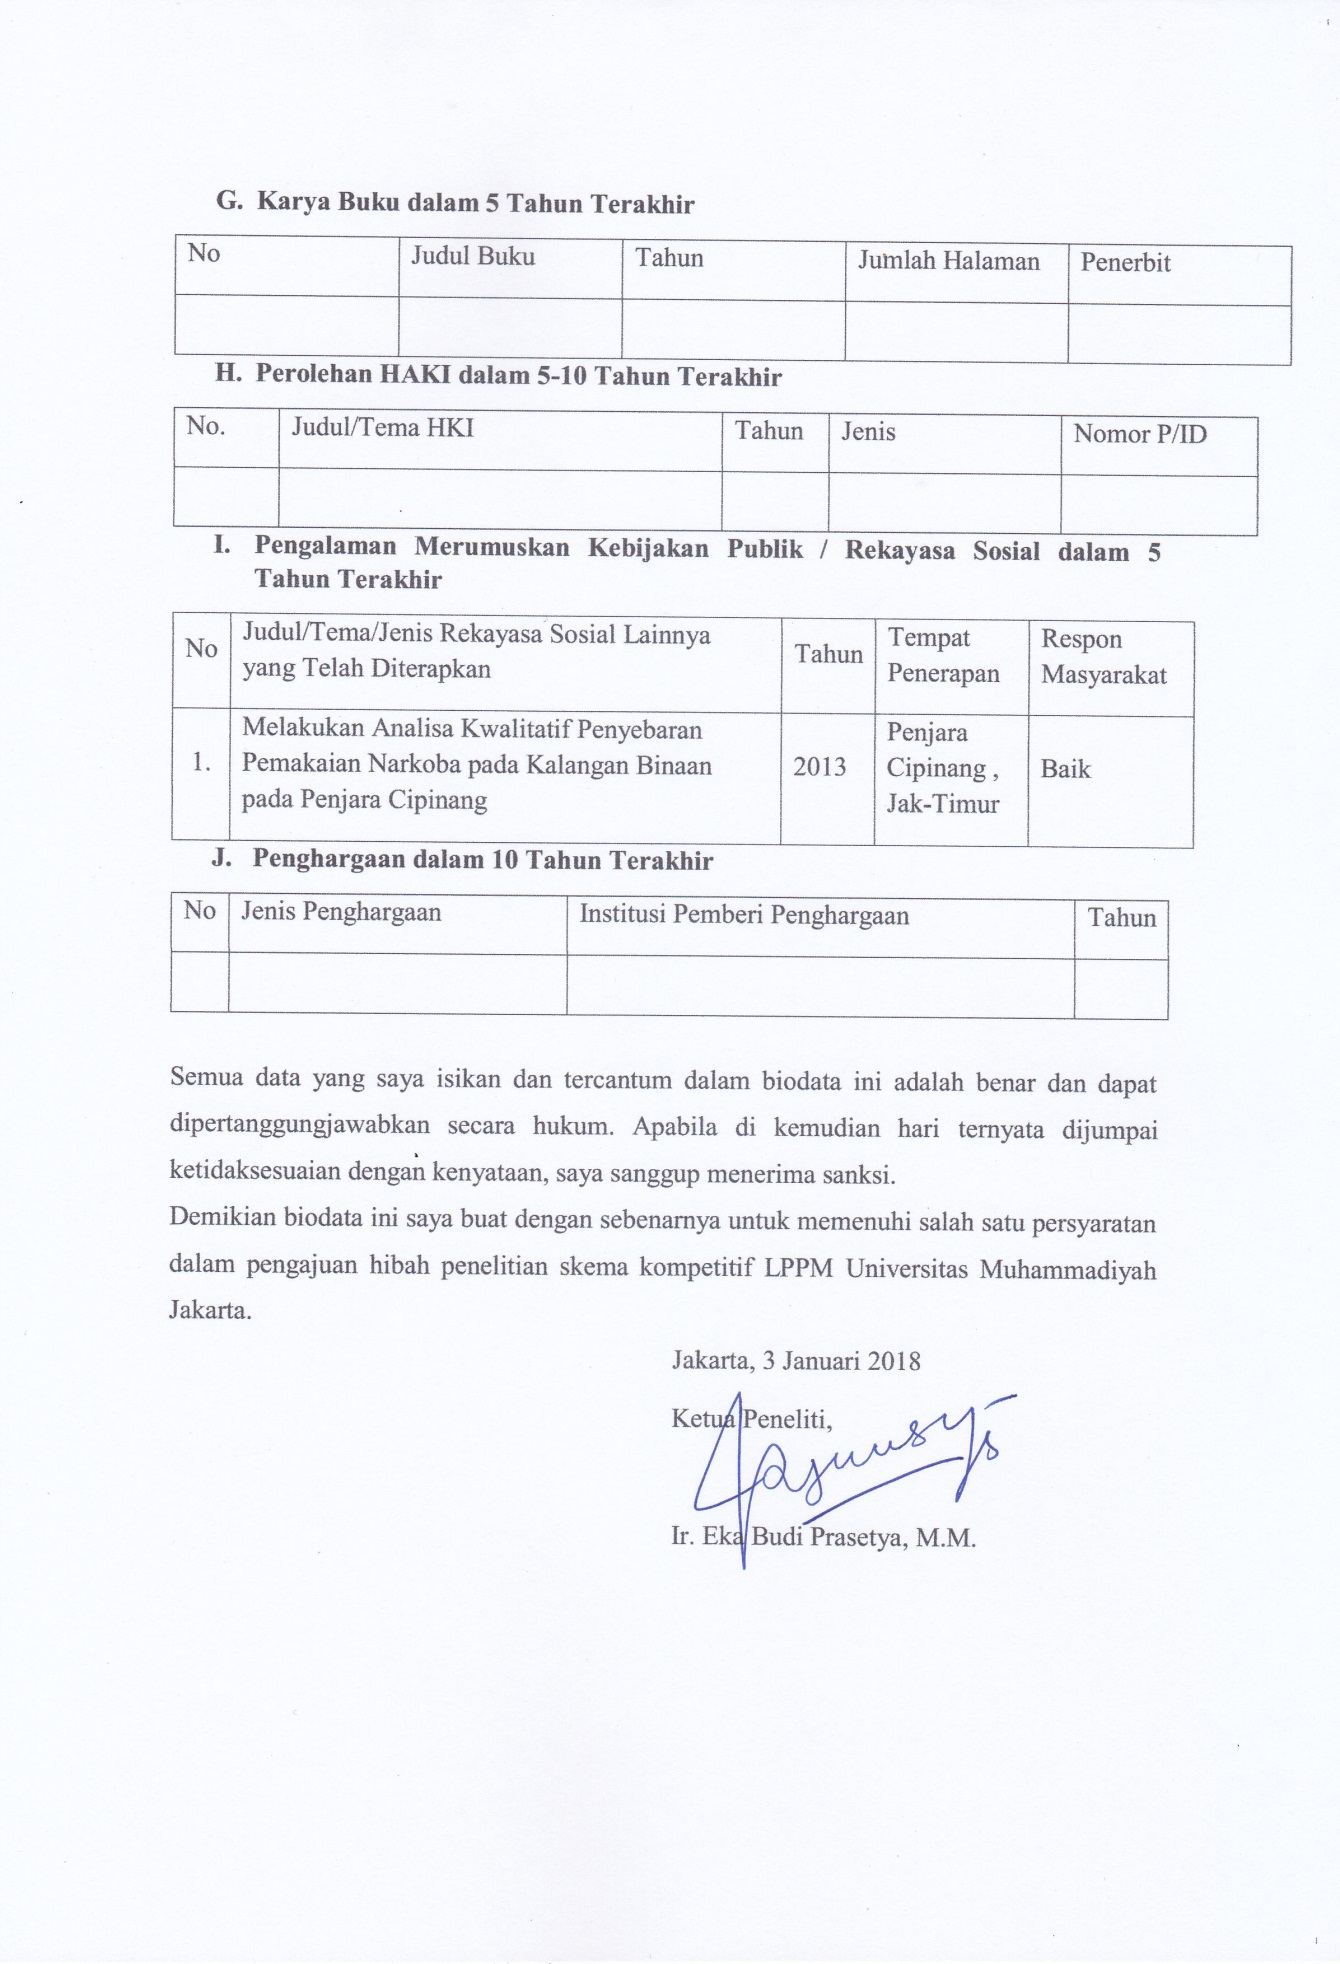 G. Karya Buku dalam 5 Tahun Terakhir
No Judul Buku Tahun Jumlah Halaman Penerbit
H. Perolehan HAKI dalam 5-10 Tahun Terakhir
No. Judul/Tema HKI Tahun Jenis Nomor P/ID
I. Pengalaman Merumuskan Kebijakan Publik / Rekayasa Sosial dalam 5
Tahun Terakhir
No
Judul/Tema/Jenis Rekayasa Sosial Lainnya
yang Telah Diterapkan
Tahun
Tempat
Penerapan
Respon
Masyarakat
1.
Melakukan Analisa Kwalitatif Penyebaran
Pemakaian Narkoba pada Kalangan Binaan
pada Penjara Cipinang
2013
Penjara
Cipinang ,
Jak-Timur
Baik
J. Penghargaan dalam 10 Tahun Terakhir
No Jenis Penghargaan Institusi Pemberi Penghargaan Tahun
Semua data yang saya isikan dan tercantum dalam biodata ini adalah benar dan dapat
dipertanggungjawabkan secara hukum. Apabila di kemudian hari ternyata dijumpai
ketidaksesuaian dengan kenyataan, saya sanggup menerima sanksi.
Demikian biodata ini saya buat dengan sebenarnya untuk memenuhi salah satu persyaratan
dalam pengajuan hibah penelitian skema kompetitif LPPM Universitas Muhammadiyah
Jakarta.
Jakarta, 3 Januari 2018
Ketua Peneliti,
Ir. Eka Budi Prasetya, M.M.